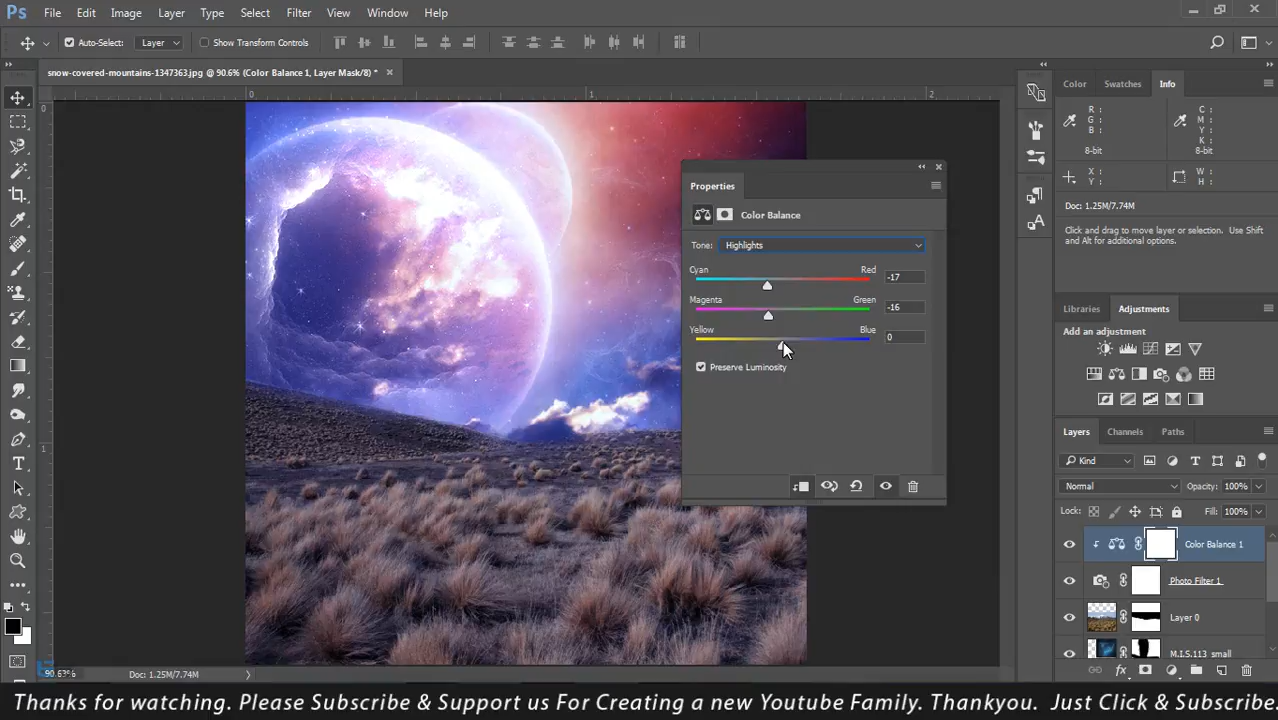 Ps File Edit Image Layer Type Select Filter View Window Help
Auto-Select: Layer Show Transform Controls
snow-covered-mountains-1347363.jpg @ 90.6% (Color Balance 1, Layer Mask/8) *
0 1 2
0
1
Properties
Color Balance
Tone: Highlights
Cyan Red -17
Magenta Green -16
Yellow Blue 0
Preserve Luminosity
Color Swatches Info
R : C :
G : M :
B : Y :
K :
8-bit 8-bit
X : W :
Y : H :
Doc: 1.25M/7.74M
Click and drag to move layer or selection. Use Shift
and Alt for additional options.
Libraries Adjustments
Add an adjustment
Layers Channels Paths
Kind
Normal Opacity: 100%
Lock: Fill: 100%
Color Balance 1
Photo Filter 1
Layer 0
M.I.S.113_small
90.63% Doc: 1.25M/7.74M
Thanks for watching. Please Subscribe & Support us For Creating a new Youtube Family. Thankyou. Just Click & Subscribe.